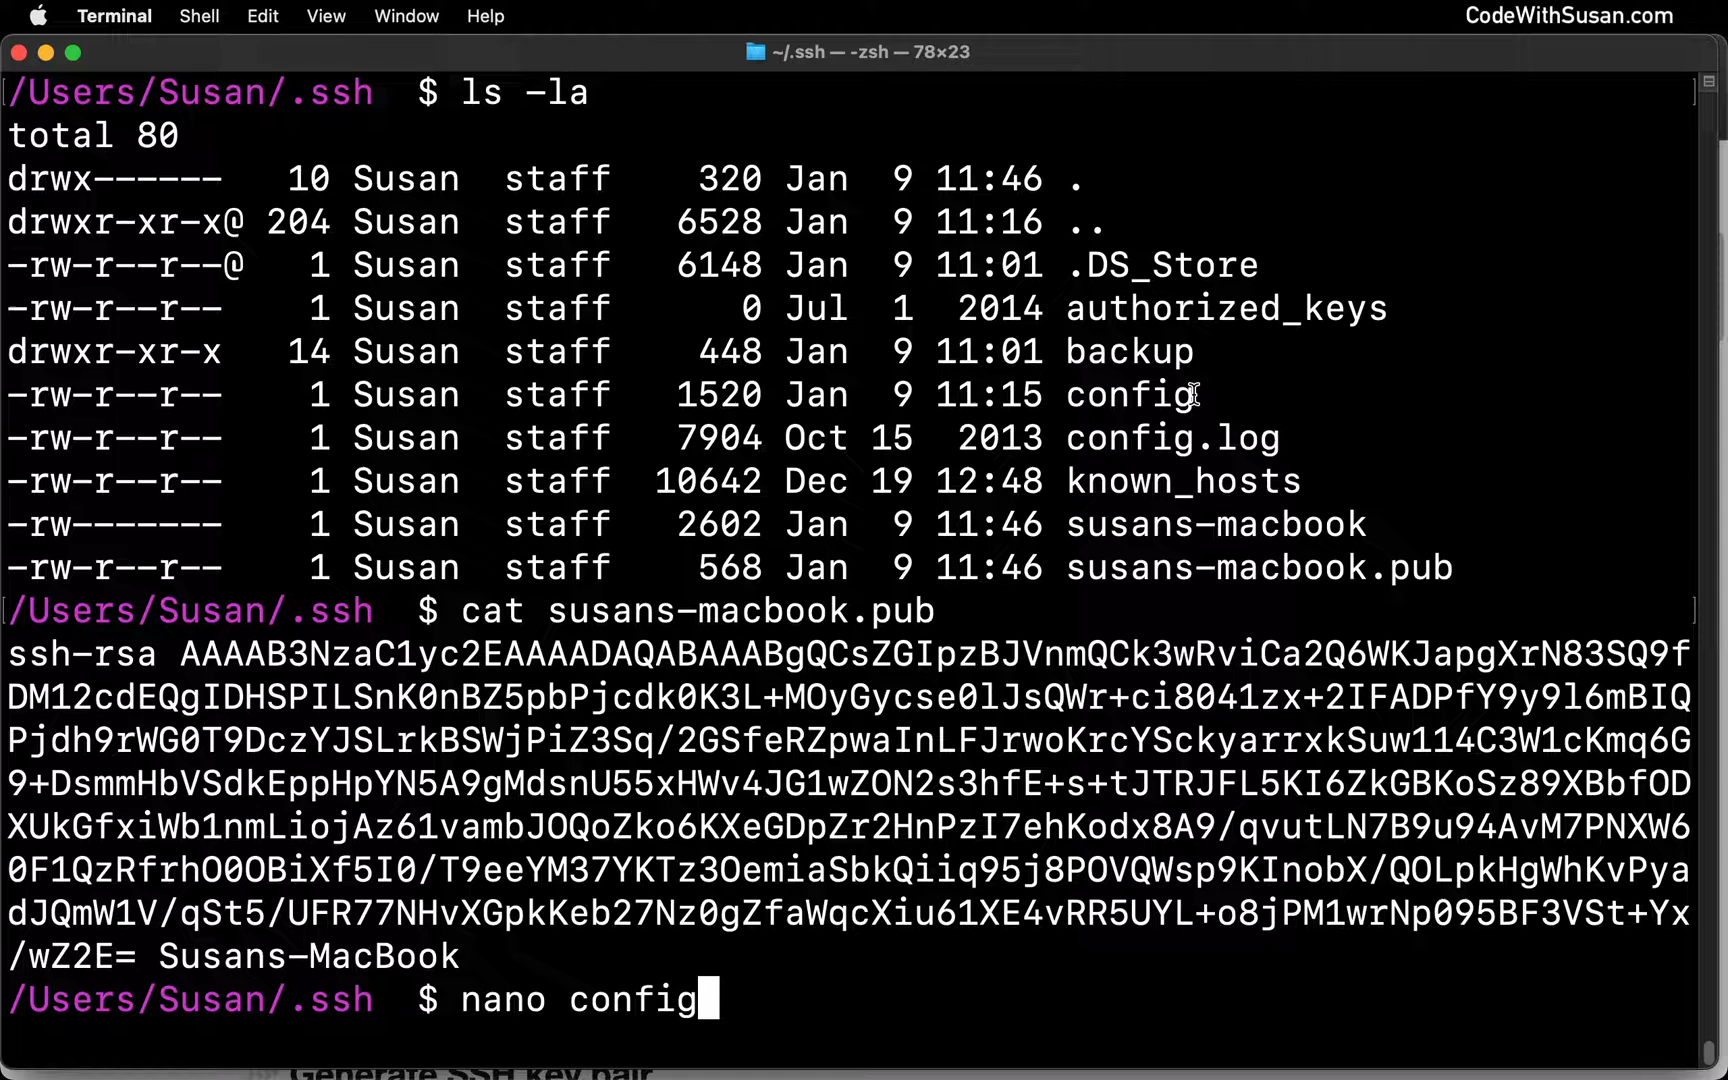 Terminal Shell Edit View Window Help CodeWithSusan.com
~/.ssh — -zsh — 78×23
/Users/Susan/.ssh $ ls -la
total 80
drwx------ 10 Susan staff 320 Jan 9 11:46 .
drwxr-xr-x@ 204 Susan staff 6528 Jan 9 11:16 ..
-rw-r--r--@ 1 Susan staff 6148 Jan 9 11:01 .DS_Store
-rw-r--r-- 1 Susan staff 0 Jul 1 2014 authorized_keys
drwxr-xr-x 14 Susan staff 448 Jan 9 11:01 backup
-rw-r--r-- 1 Susan staff 1520 Jan 9 11:15 config
-rw-r--r-- 1 Susan staff 7904 Oct 15 2013 config.log
-rw-r--r-- 1 Susan staff 10642 Dec 19 12:48 known_hosts
-rw------- 1 Susan staff 2602 Jan 9 11:46 susans-macbook
-rw-r--r-- 1 Susan staff 568 Jan 9 11:46 susans-macbook.pub
/Users/Susan/.ssh $ cat susans-macbook.pub
ssh-rsa AAAAB3NzaC1yc2EAAAADAQABAAABgQCsZGIpzBJVnmQCk3wRviCa2Q6WKJapgXrN83SQ9f
DM12cdEQgIDHSPILSnK0nBZ5pbPjcdk0K3L+MOyGycse0lJsQWr+ci8041zx+2IFADPfY9y9l6mBIQ
Pjdh9rWG0T9DczYJSLrkBSWjPiZ3Sq/2GSfeRZpwaInLFJrwoKrcYSckyarrxkSuw114C3W1cKmq6G
9+DsmmHbVSdkEppHpYN5A9gMdsnU55xHWv4JG1wZON2s3hfE+s+tJTRJFL5KI6ZkGBKoSz89XBbfOD
XUkGfxiWb1nmLiojAz61vambJOQoZko6KXeGDpZr2HnPzI7ehKodx8A9/qvutLN7B9u94AvM7PNXW6
0F1QzRfrhO0OBiXf5I0/T9eeYM37YKTz3OemiaSbkQiiq95j8POVQWsp9KInobX/QOLpkHgWhKvPya
dJQmW1V/qSt5/UFR77NHvXGpkKeb27Nz0gZfaWqcXiu61XE4vRR5UYL+o8jPM1wrNp095BF3VSt+Yx
/wZ2E= Susans-MacBook
/Users/Susan/.ssh $ nano config
Generate SSH key pair